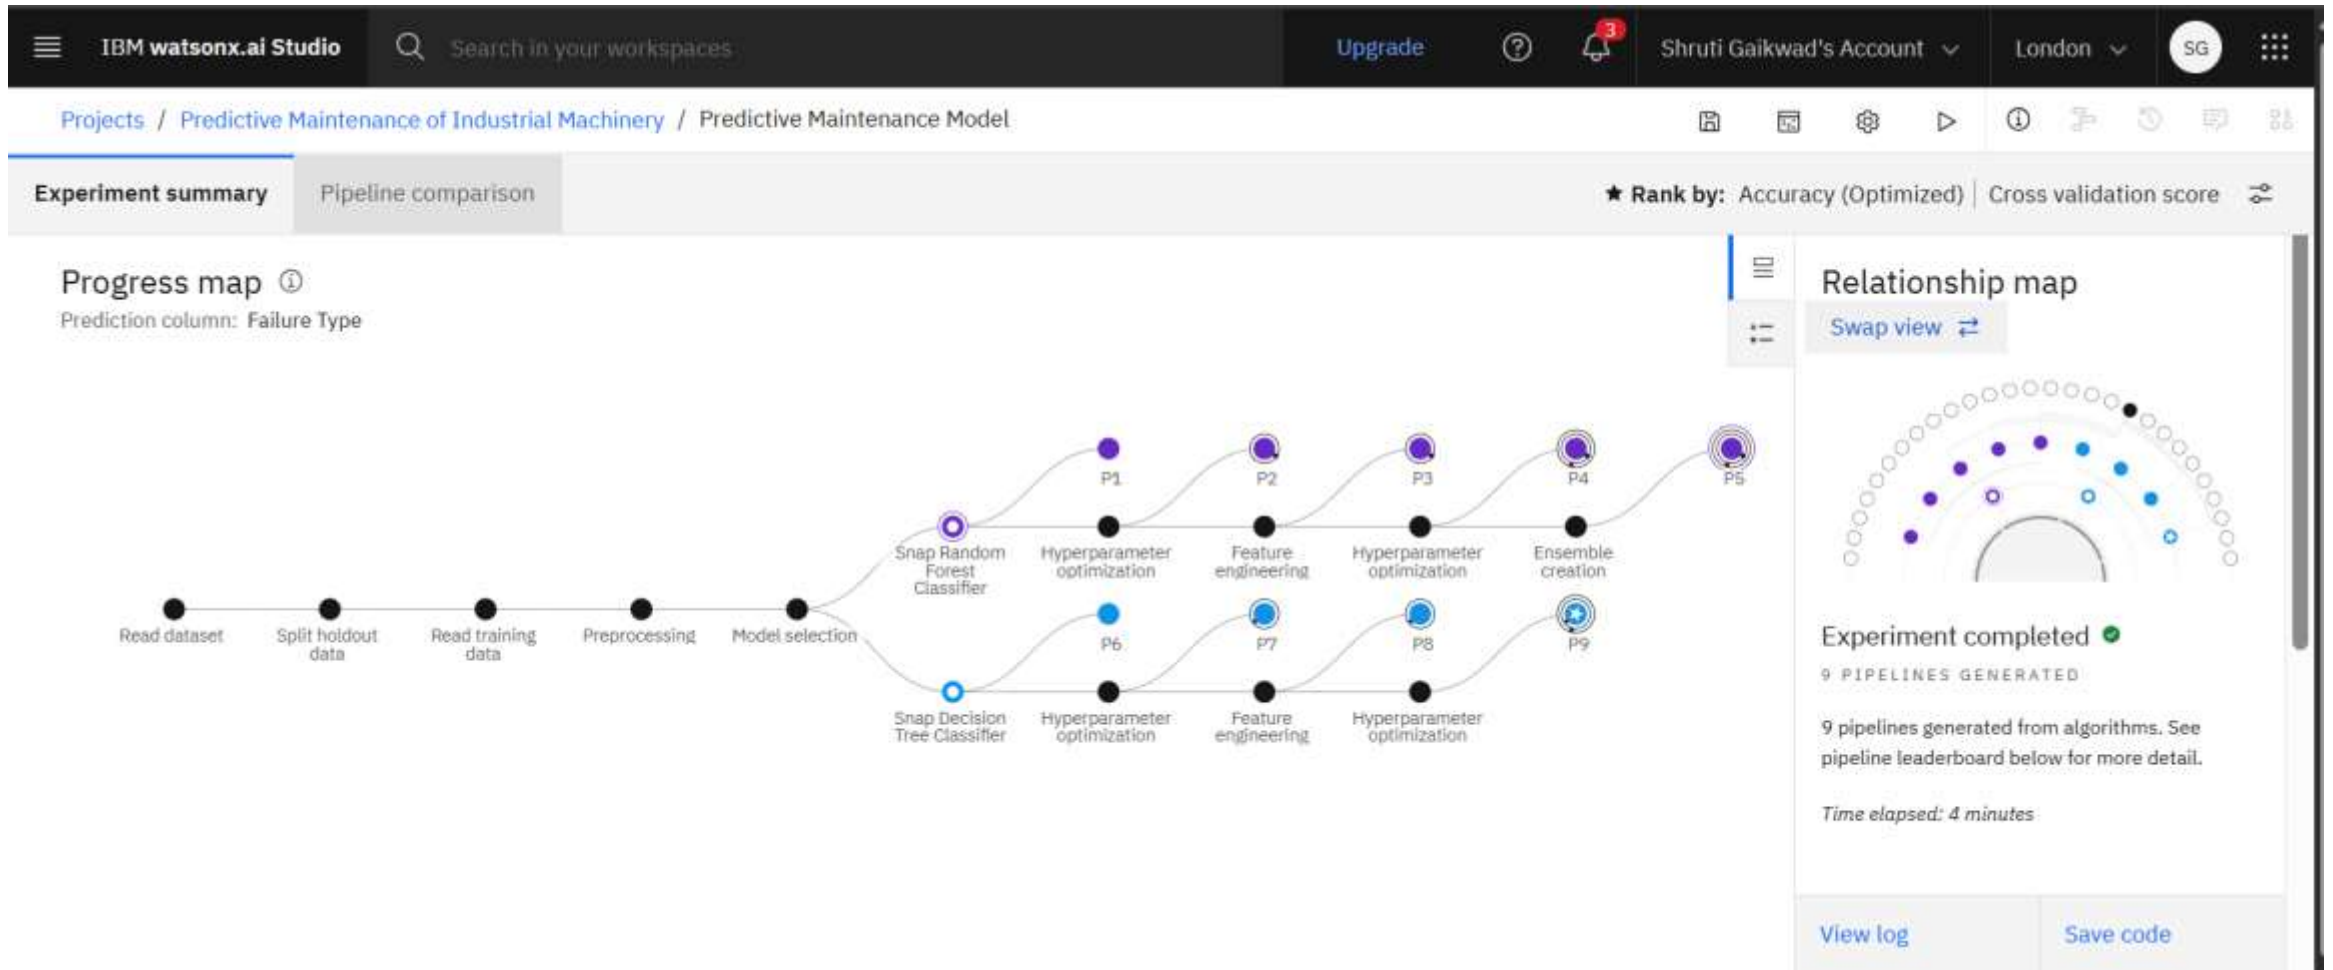 IBM watsonx.ai Studio
Search in your workspaces
Upgrade
3
Shruti Gaikwad's Account
London
SG
Projects / Predictive Maintenance of Industrial Machinery / Predictive Maintenance Model
Experiment summary
Pipeline comparison
Rank by: Accuracy (Optimized) | Cross validation score
Progress map
Prediction column: Failure Type
P1
P2
P3
P4
P5
Snap Random
Forest
Classifier
Hyperparameter
optimization
Feature
engineering
Hyperparameter
optimization
Ensemble
creation
Read dataset
Split holdout
data
Read training
data
Preprocessing
Model selection
P6
P7
P8
P9
Snap Decision
Tree Classifier
Hyperparameter
optimization
Feature
engineering
Hyperparameter
optimization
Relationship map
Swap view
Experiment completed
9 PIPELINES GENERATED
9 pipelines generated from algorithms. See
pipeline leaderboard below for more detail.
Time elapsed: 4 minutes
View log
Save code